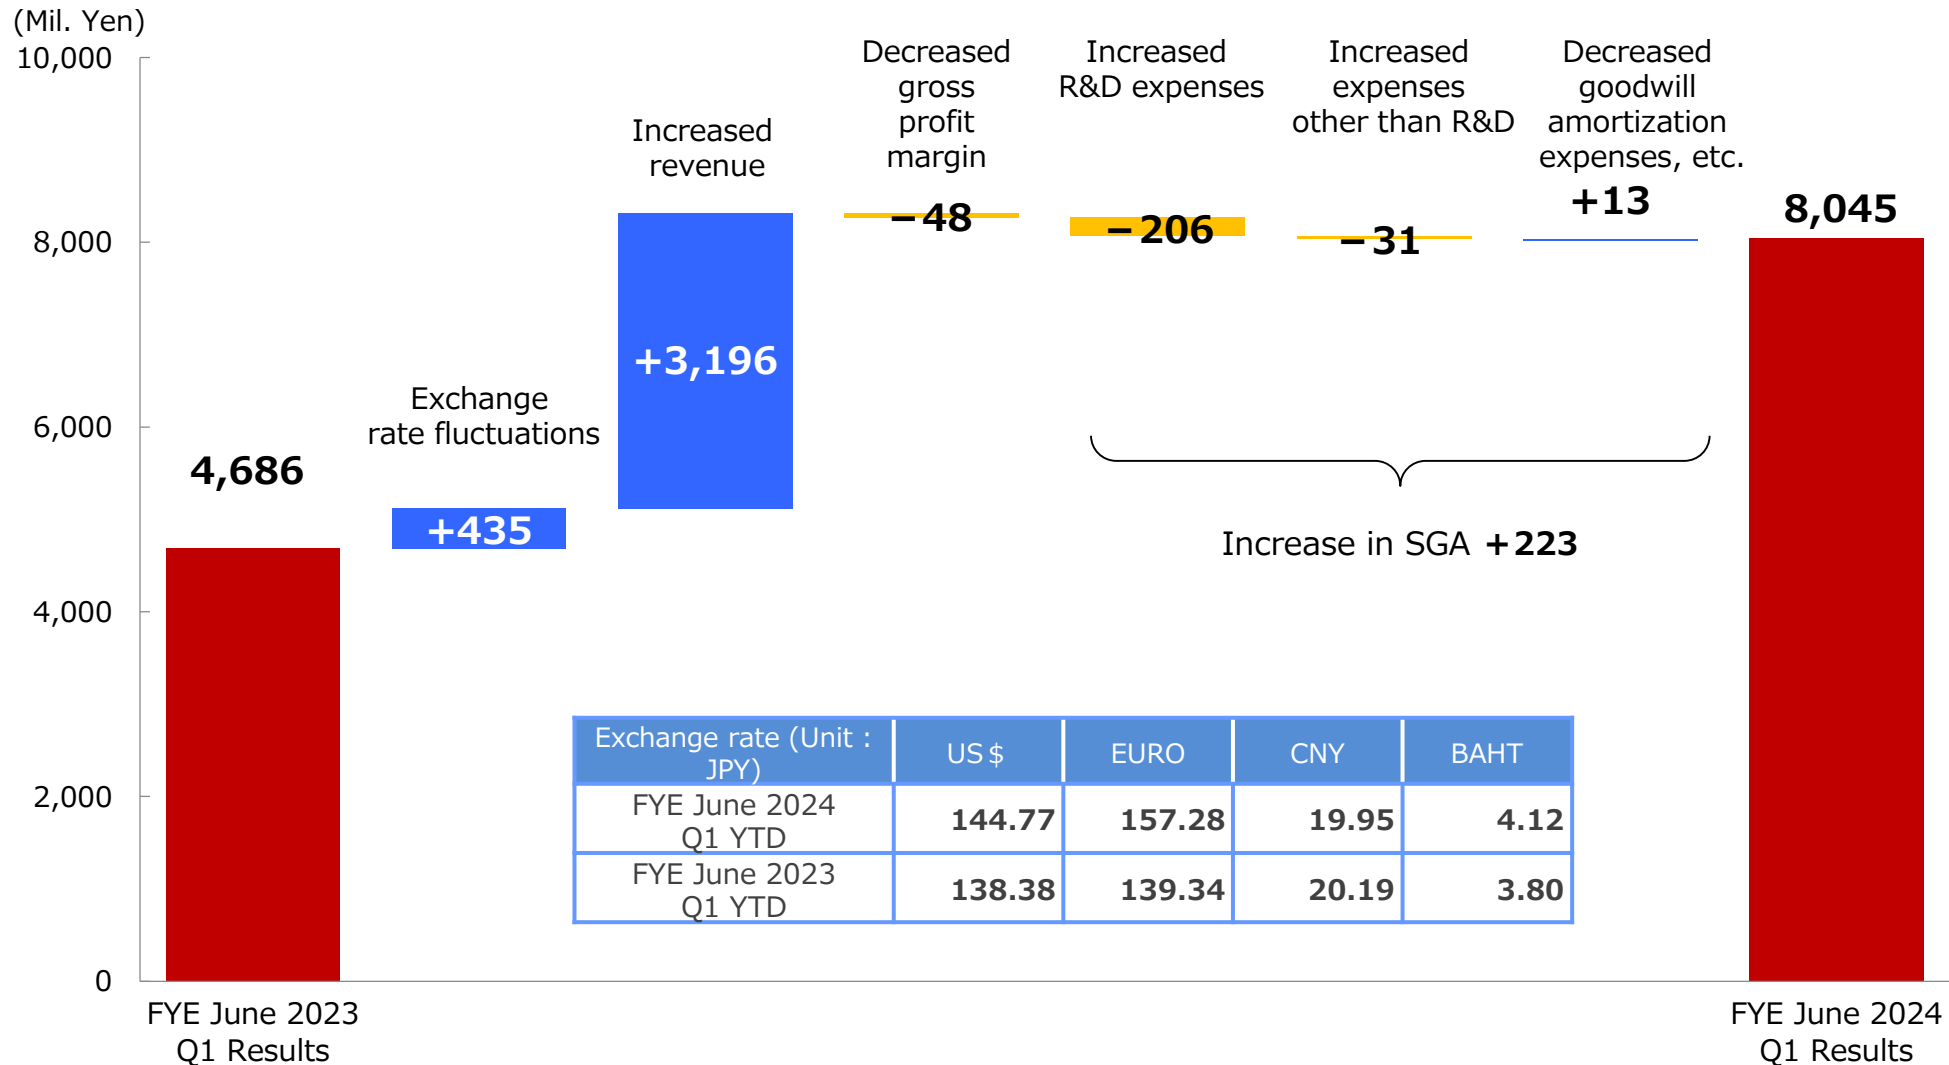 (Mil. Yen)
10,000
8,000
6,000
4,000
2,000
0
4,686
FYE June 2023
Q1 Results
Exchange
rate fluctuations
+435
Increased
revenue
+3,196
Decreased
gross
profit
margin
−48
Increased
R&D expenses
−206
Increased
expenses
other than R&D
−31
Decreased
goodwill
amortization
expenses, etc.
+13
8,045
FYE June 2024
Q1 Results
Increase in SGA +223
Exchange rate (Unit :
JPY)
US$ EURO CNY BAHT
FYE June 2024
Q1 YTD
144.77 157.28 19.95 4.12
FYE June 2023
Q1 YTD
138.38 139.34 20.19 3.80